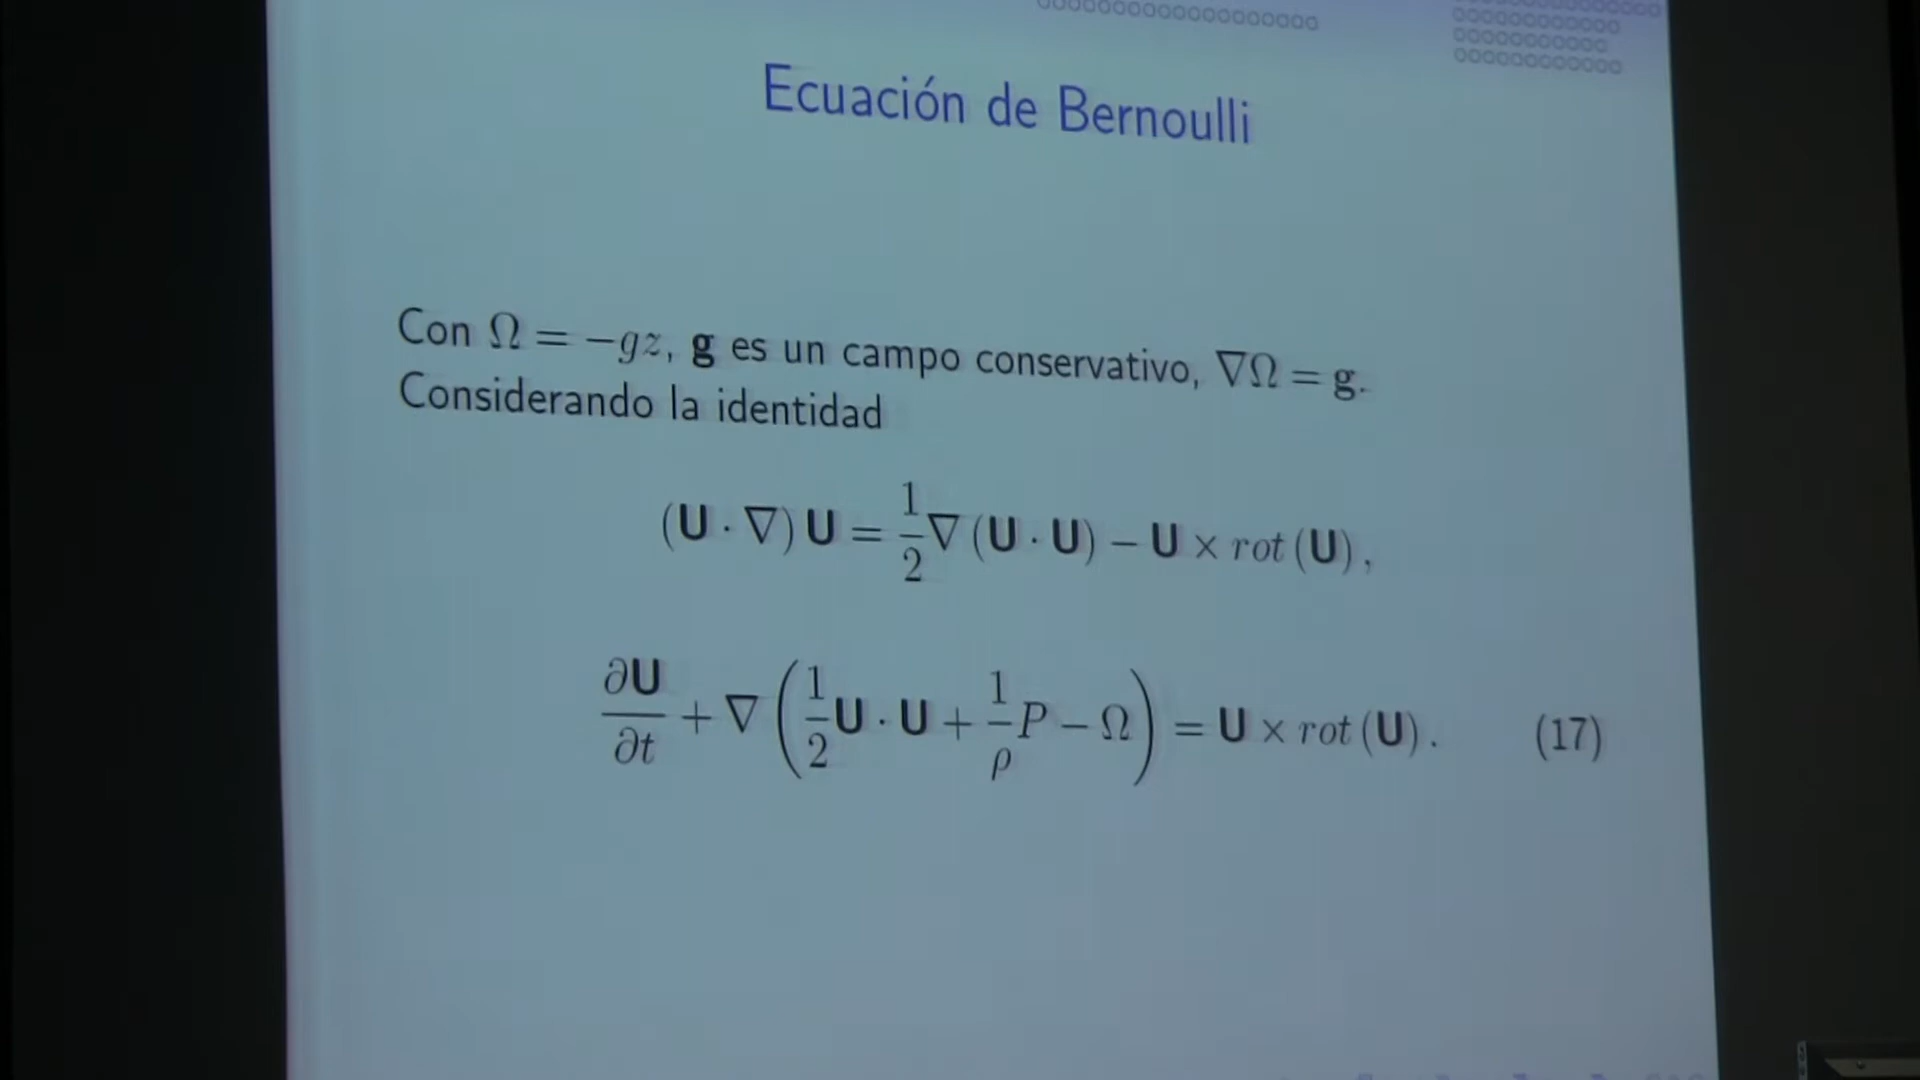 Ecuación de Bernoulli
Con Ω = −gz, g es un campo conservativo, ∇Ω = g.
Considerando la identidad
(U · ∇) U = 1/2 ∇ (U · U) − U × rot (U) ,
∂U/∂t + ∇ (1/2 U · U + 1/ρ P − Ω) = U × rot (U) . (17)